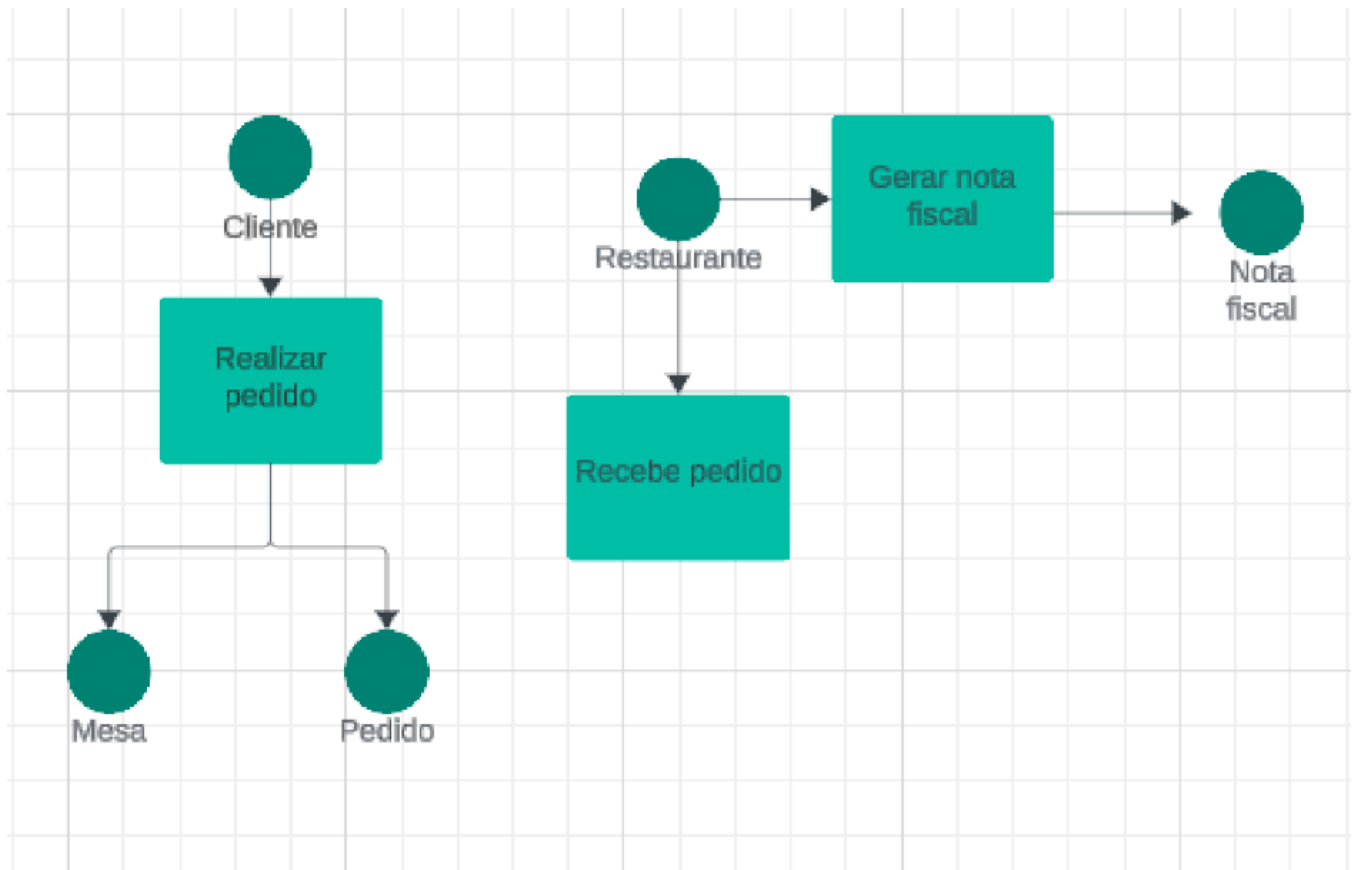 Cliente
Realizar
pedido
Mesa
Pedido
Restaurante
Recebe pedido
Gerar nota
fiscal
Nota
fiscal